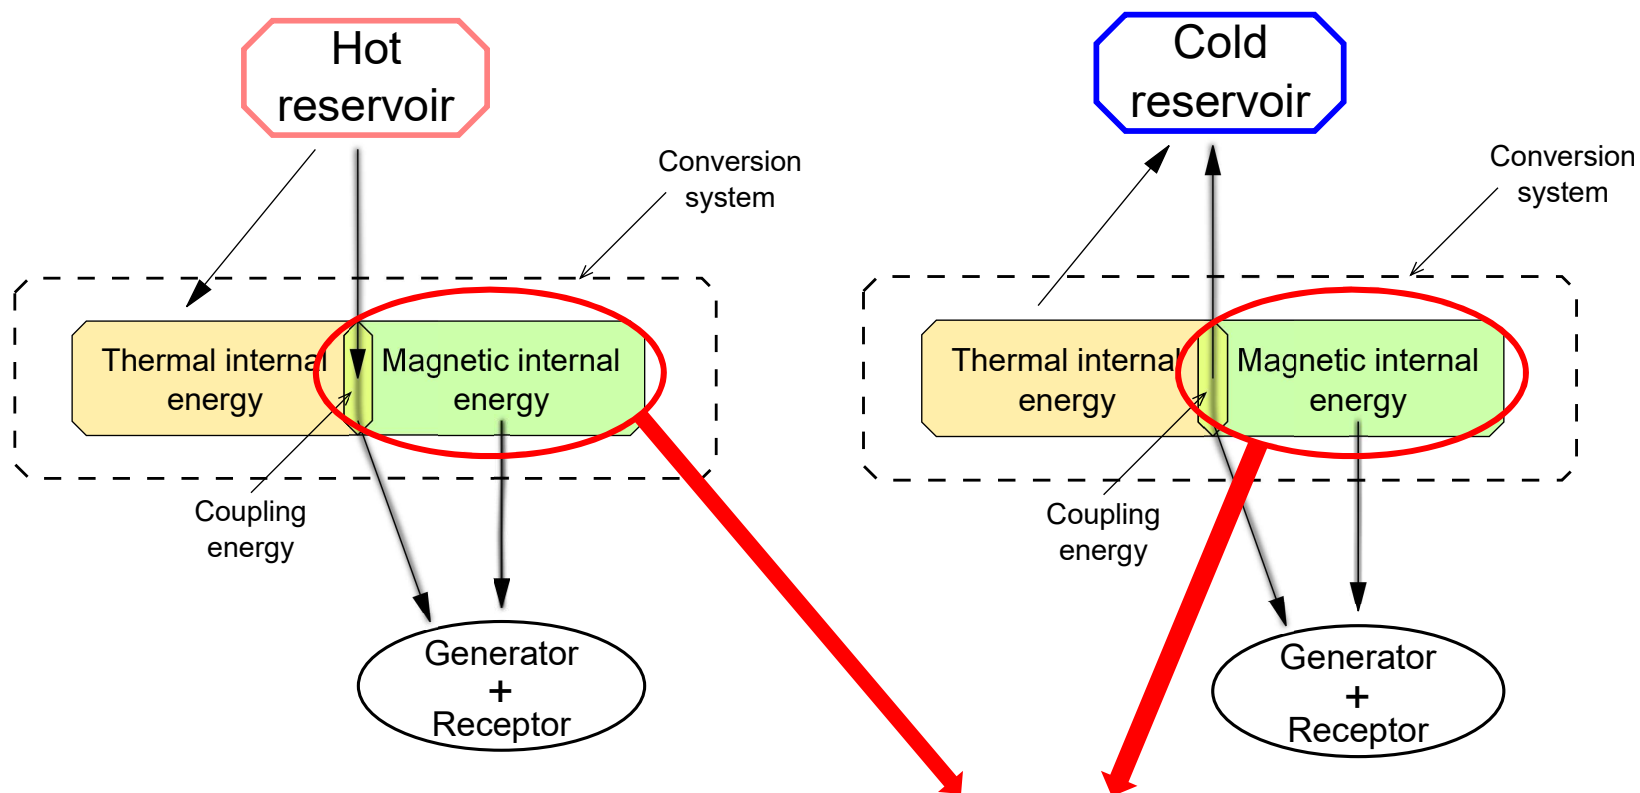 Hot
reservoir
Conversion
system
Thermal internal
energy
Magnetic internal
energy
Coupling
energy
Generator
+
Receptor
Cold
reservoir
Conversion
system
Thermal internal
energy
Magnetic internal
energy
Coupling
energy
Generator
+
Receptor